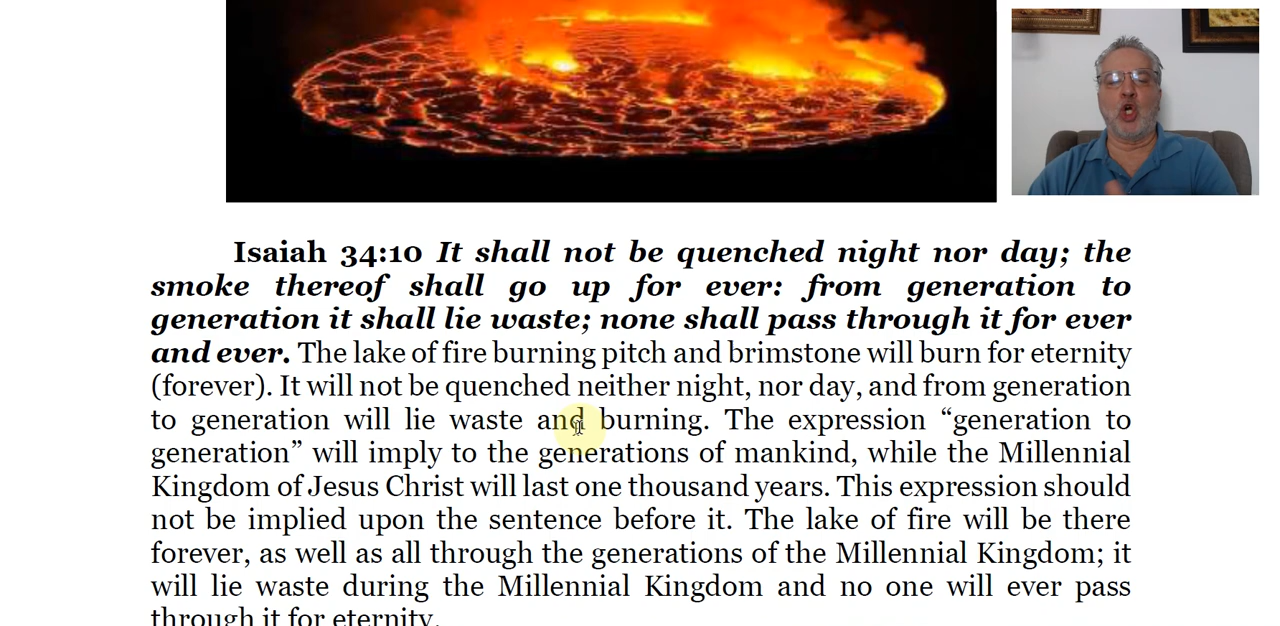 Isaiah 34:10 It shall not be quenched night nor day; the
smoke thereof shall go up for ever: from generation to
generation it shall lie waste; none shall pass through it for ever
and ever. The lake of fire burning pitch and brimstone will burn for eternity
(forever). It will not be quenched neither night, nor day, and from generation
to generation will lie waste and burning. The expression “generation to
generation” will imply to the generations of mankind, while the Millennial
Kingdom of Jesus Christ will last one thousand years. This expression should
not be implied upon the sentence before it. The lake of fire will be there
forever, as well as all through the generations of the Millennial Kingdom; it
will lie waste during the Millennial Kingdom and no one will ever pass
through it for eternity.